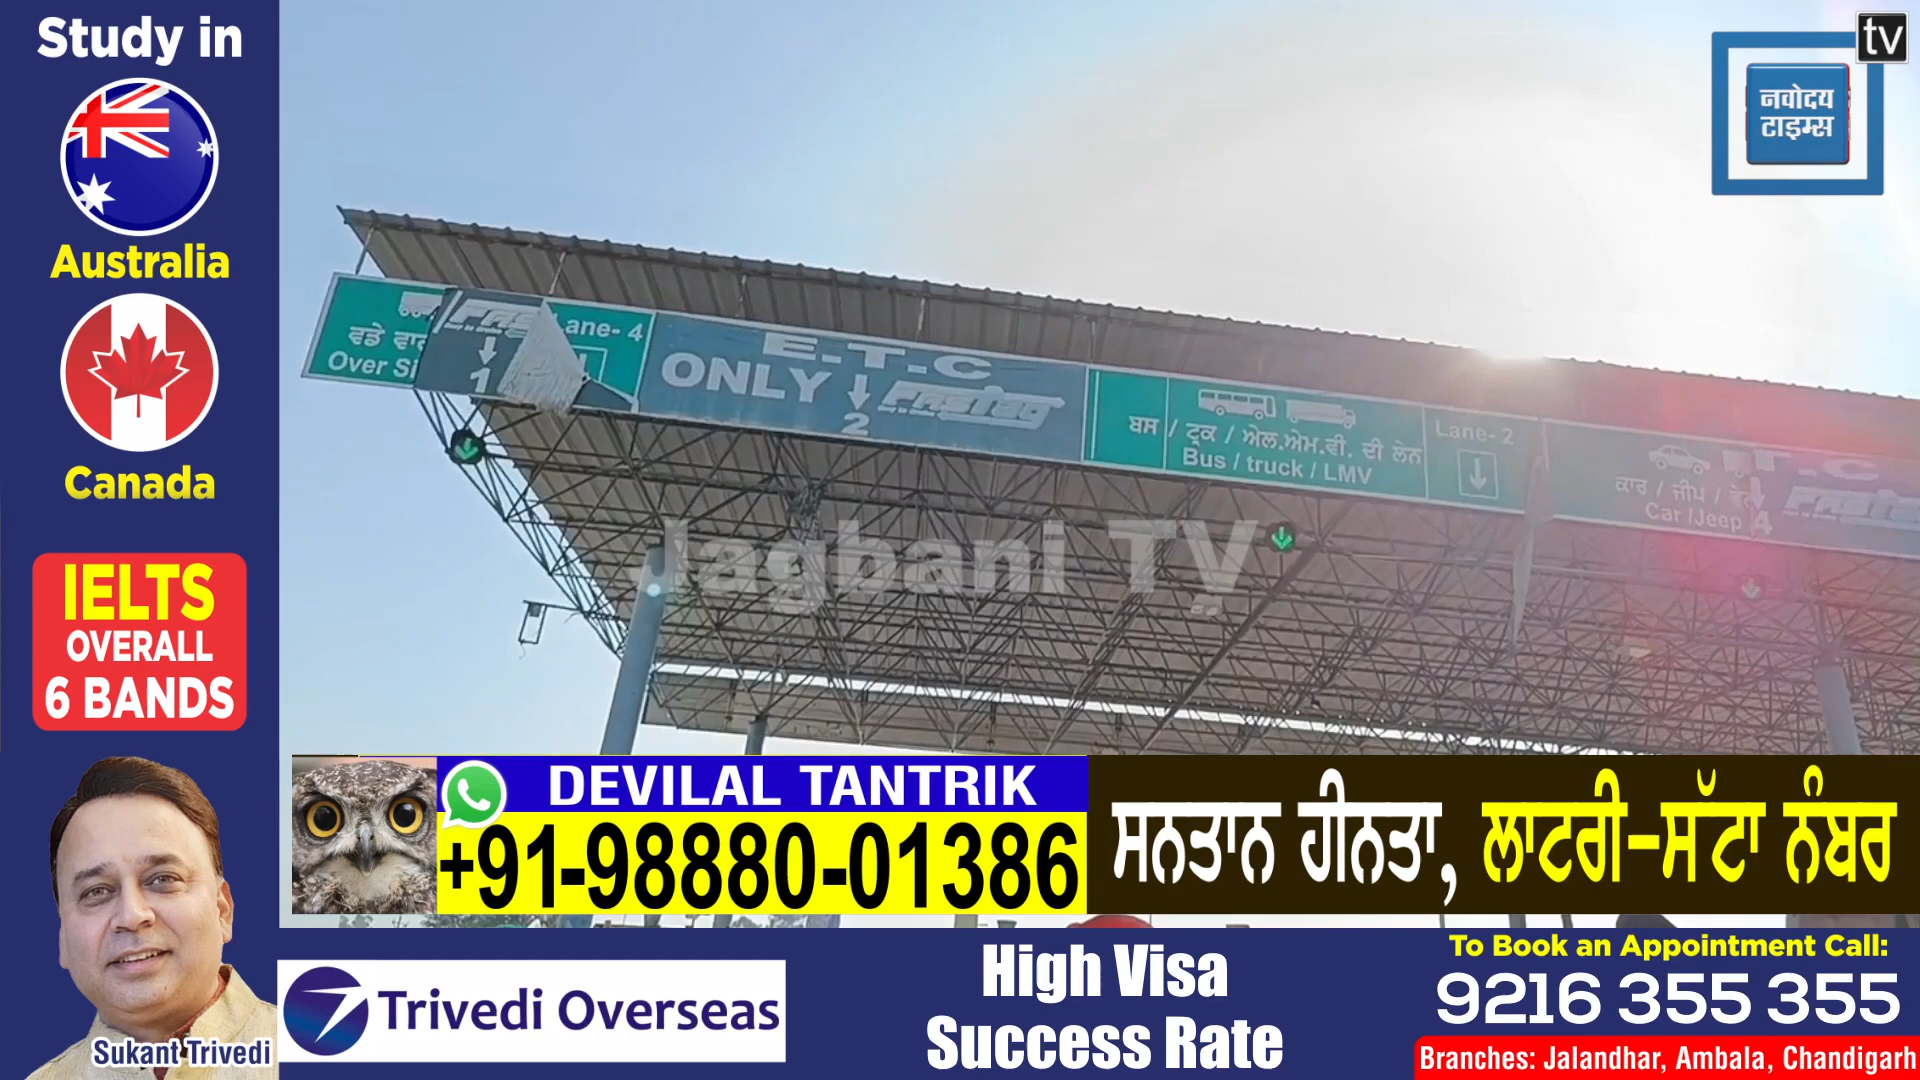 Study in
Australia
Canada
IELTS
OVERALL
6 BANDS
Sukant Trivedi
नवोदय
टाइम्स
tv
ਵਡੇ
Over
Lane- 4
1
E.T.C
ONLY
FASTag
2
ਬਸ / ਟ੍ਰਕ / ਐਲ.ਐਮ.ਵੀ. ਦੀ ਲੇਨ
Bus / truck / LMV
Lane- 2
ਕਾਰ / ਜੀਪ /
Car /Jeep
4
Jagbani TV
DEVILAL TANTRIK
+91-98880-01386
ਸਨਤਾਨ ਹੀਨਤਾ, ਲਾਟਰੀ-ਸੱਟਾ ਨੰਬਰ
Trivedi Overseas
High Visa
Success Rate
To Book an Appointment Call:
9216 355 355
Branches: Jalandhar, Ambala, Chandigarh